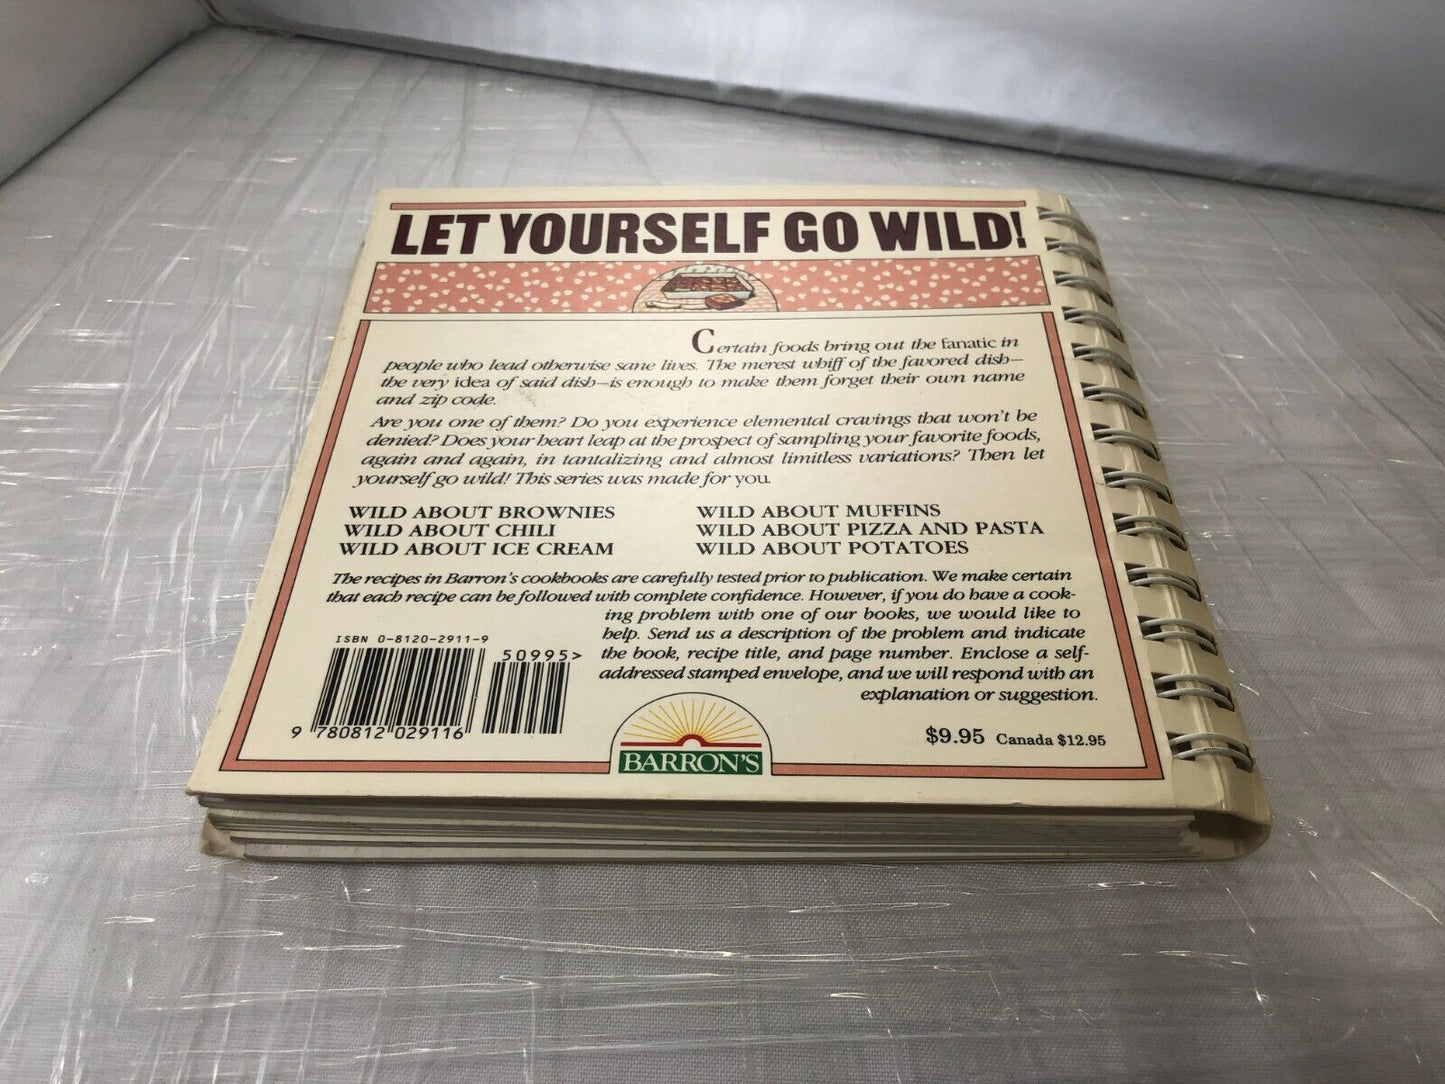 LET YOURSELF GO WILD!
Certain foods bring out the fanatic in
people who lead otherwise sane lives. The merest whiff of the favored dish—
the very idea of said dish—is enough to make them forget their own name
and zip code.
Are you one of them? Do you experience elemental cravings that won't be
denied? Does your heart leap at the prospect of sampling your favorite foods,
again and again, in tantalizing and almost limitless variations? Then let
yourself go wild! This series was made for you.
WILD ABOUT BROWNIES
WILD ABOUT CHILI
WILD ABOUT ICE CREAM
WILD ABOUT MUFFINS
WILD ABOUT PIZZA AND PASTA
WILD ABOUT POTATOES
The recipes in Barron's cookbooks are carefully tested prior to publication. We make certain
that each recipe can be followed with complete confidence. However, if you do have a cook-
ing problem with one of our books, we would like to
help. Send us a description of the problem and indicate
the book, recipe title, and page number. Enclose a self-
addressed stamped envelope, and we will respond with an
explanation or suggestion.
ISBN 0-8120-2911-9
50995>
9 780812 029116
BARRON'S
$9.95 Canada $12.95